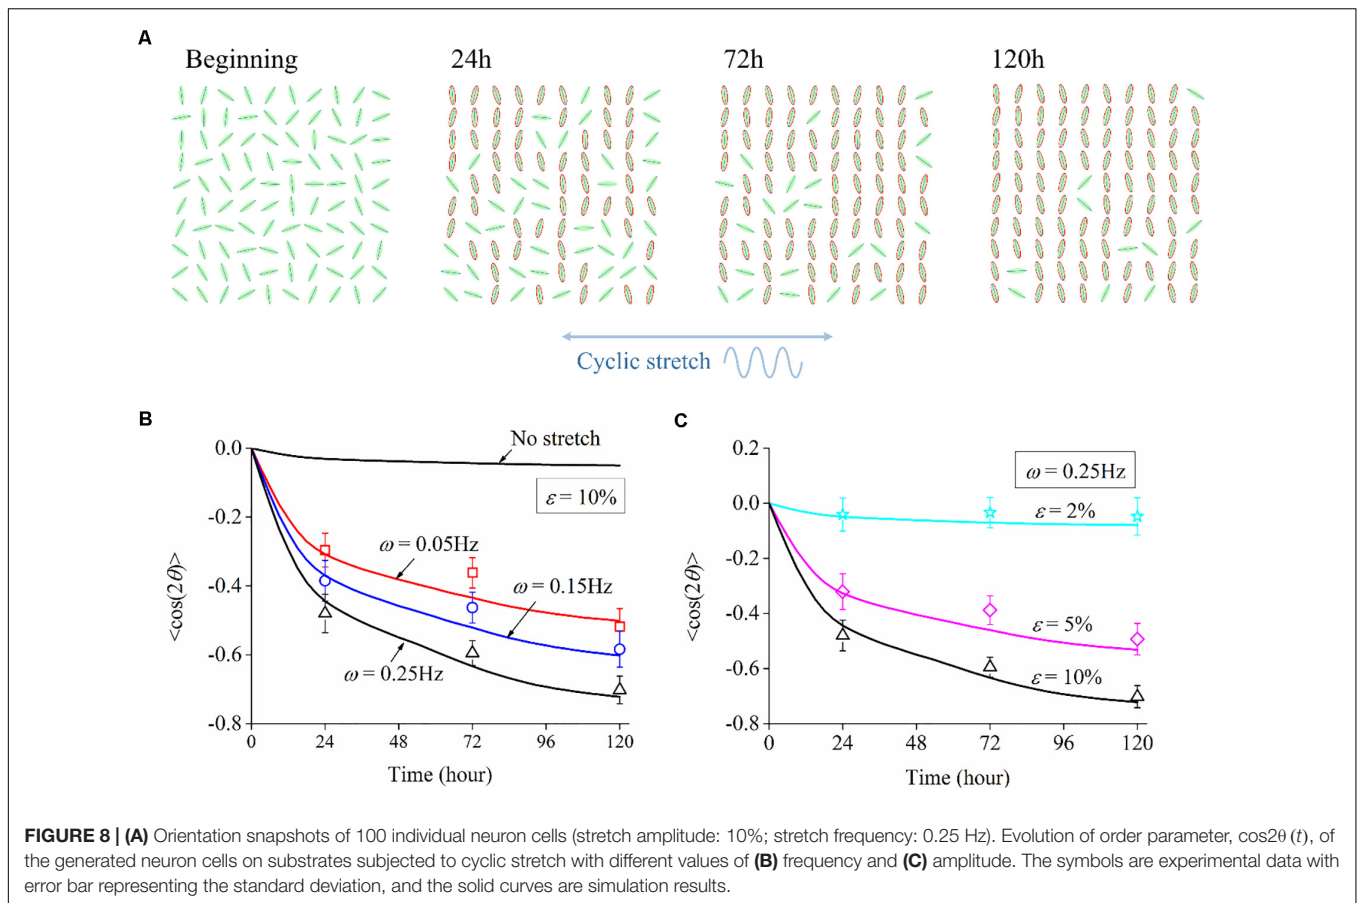 A
Beginning
24h
72h
120h
Cyclic stretch
B
0.0
-0.2
-0.4
-0.6
-0.8
<cos(2θ)>
No stretch
ε = 10%
ω = 0.05Hz
ω = 0.15Hz
ω = 0.25Hz
0
24
48
72
96
120
Time (hour)
C
0.2
0.0
-0.2
-0.4
-0.6
-0.8
<cos(2θ)>
ω = 0.25Hz
ε = 2%
ε = 5%
ε = 10%
0
24
48
72
96
120
Time (hour)
FIGURE 8 | (A) Orientation snapshots of 100 individual neuron cells (stretch amplitude: 10%; stretch frequency: 0.25 Hz). Evolution of order parameter, cos2θ (t), of
the generated neuron cells on substrates subjected to cyclic stretch with different values of (B) frequency and (C) amplitude. The symbols are experimental data with
error bar representing the standard deviation, and the solid curves are simulation results.